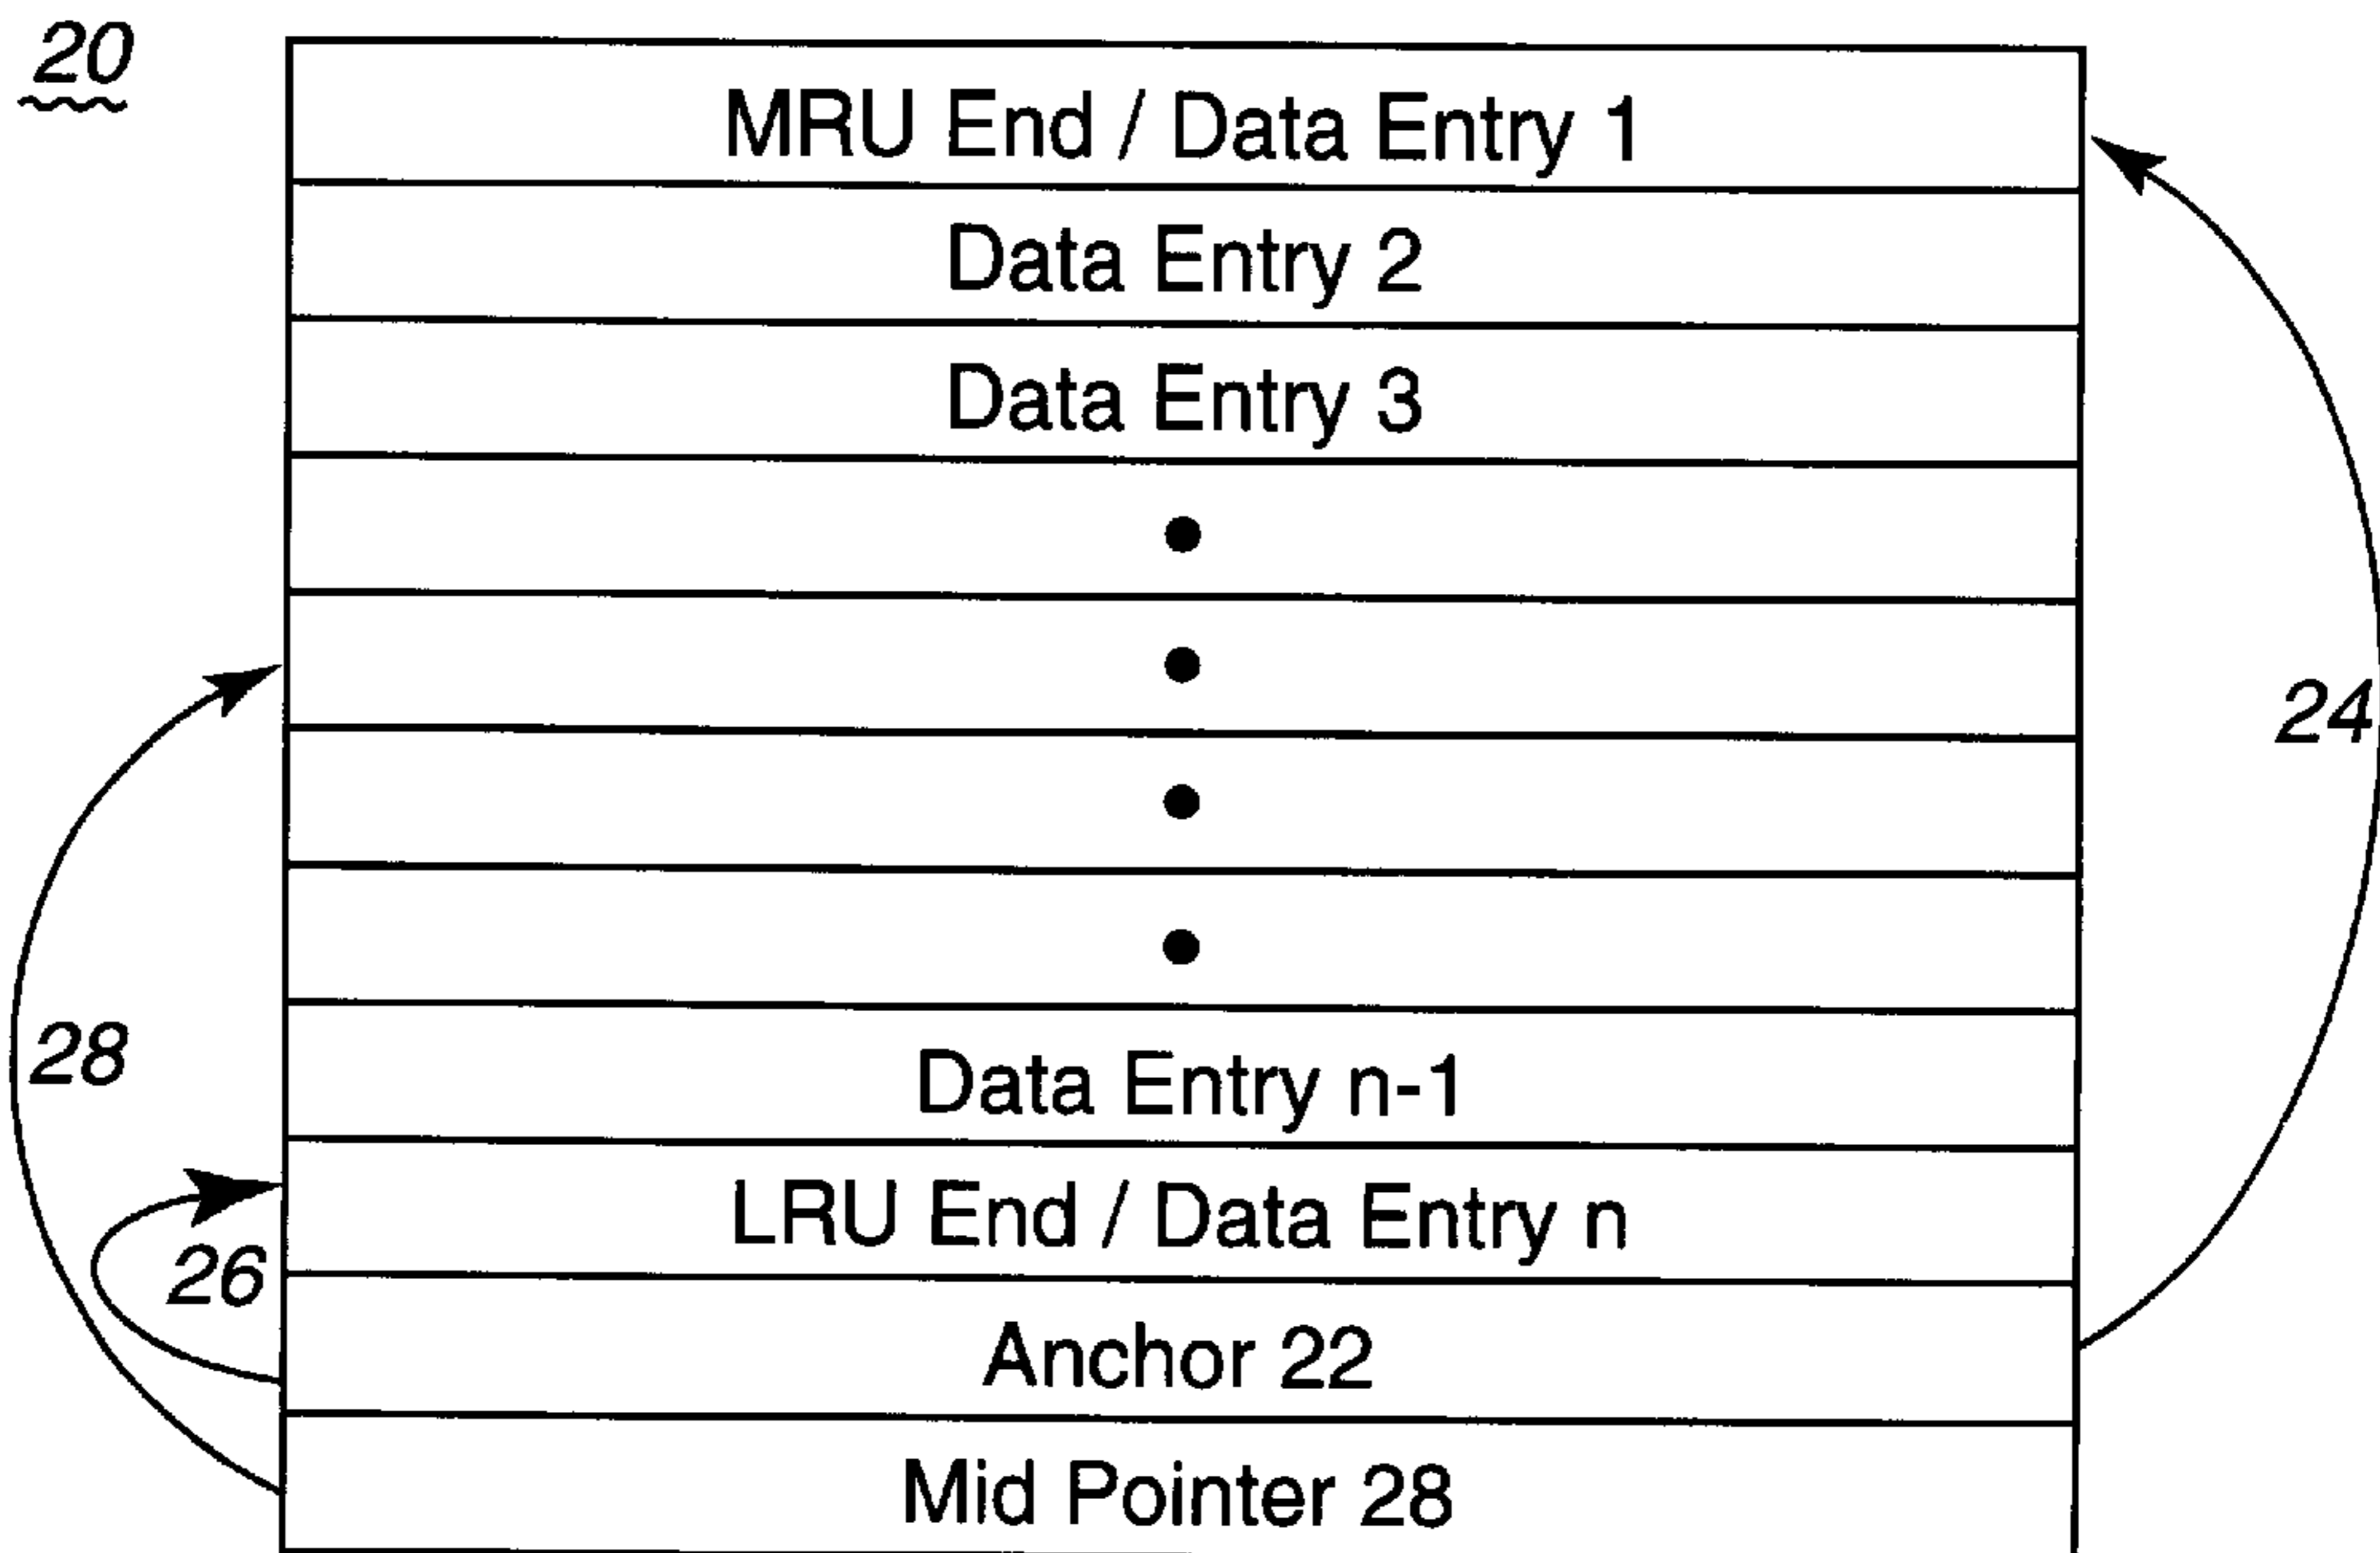 20
MRU End / Data Entry 1
Data Entry 2
Data Entry 3
24
28
Data Entry n-1
LRU End / Data Entry n
26
Anchor 22
Mid Pointer 28